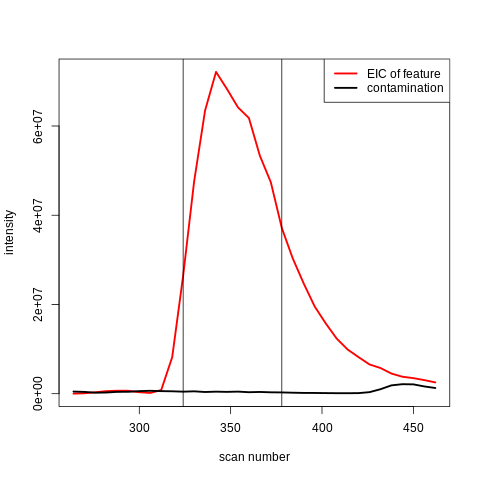 EIC of feature
contamination
intensity
0e+00
2e+07
4e+07
6e+07
300
350
400
450
scan number